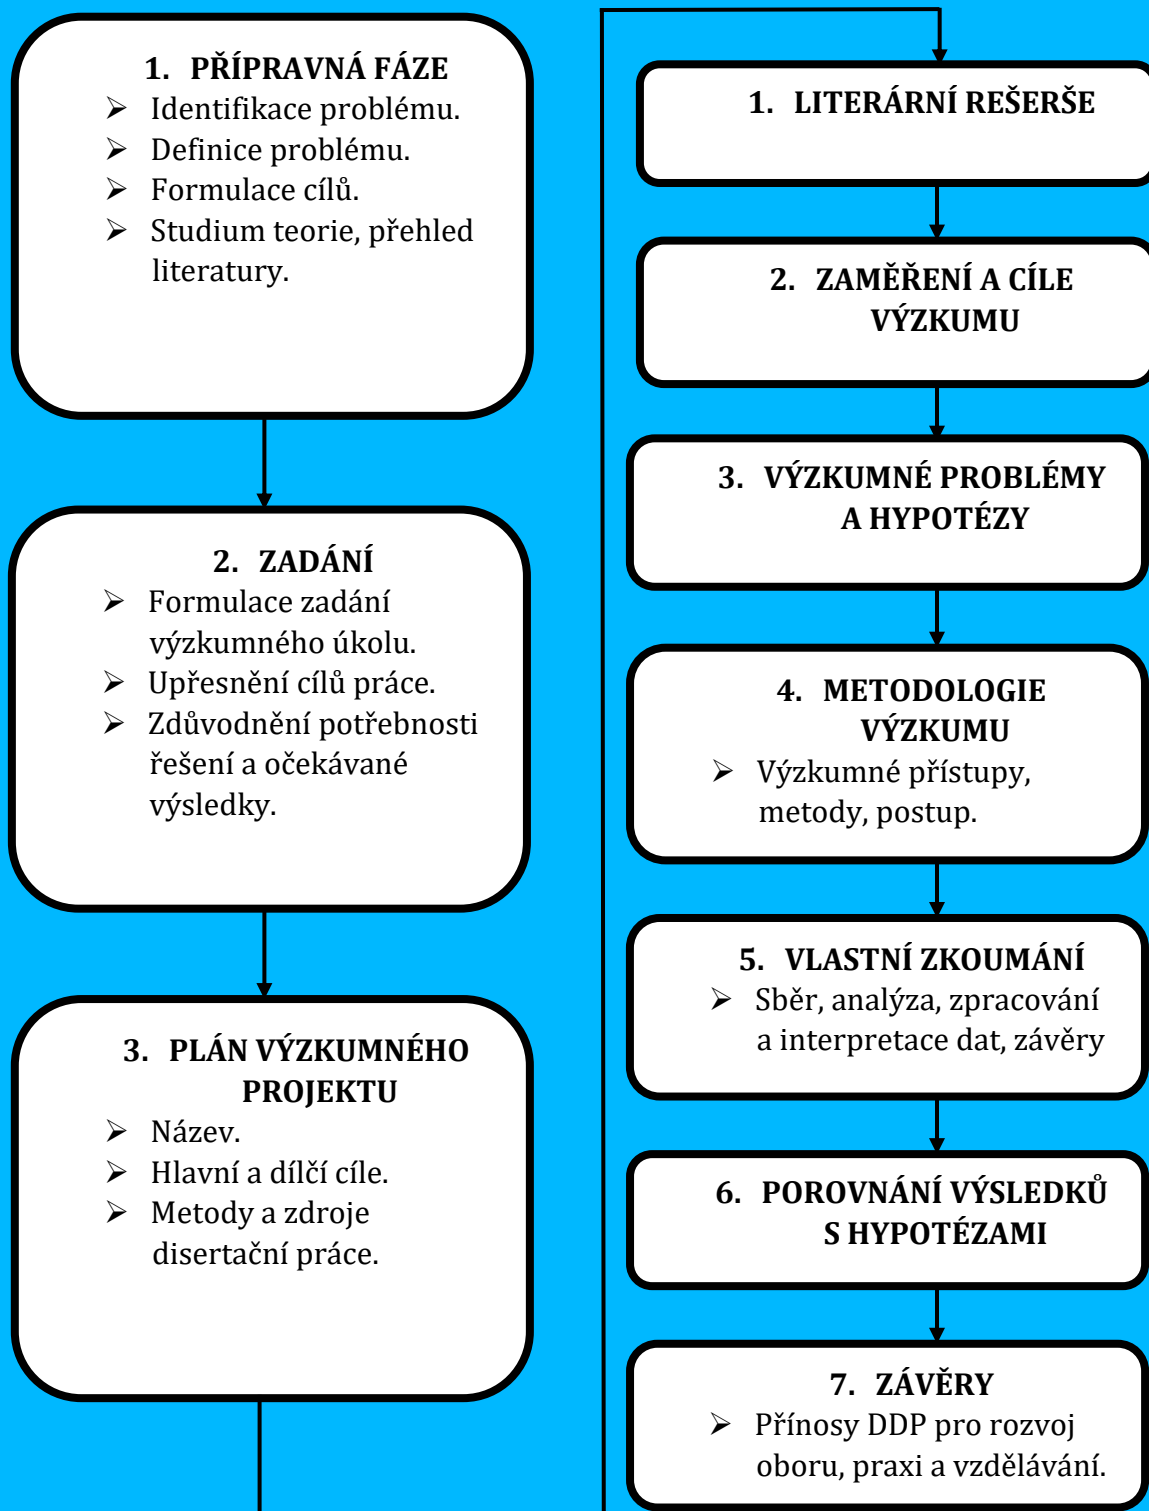 1. PŘÍPRAVNÁ FÁZE
➢ Identifikace problému.
➢ Definice problému.
➢ Formulace cílů.
➢ Studium teorie, přehled
literatury.
2. ZADÁNÍ
➢ Formulace zadání
výzkumného úkolu.
➢ Upřesnění cílů práce.
➢ Zdůvodnění potřebnosti
řešení a očekávané
výsledky.
3. PLÁN VÝZKUMNÉHO
PROJEKTU
➢ Název.
➢ Hlavní a dílčí cíle.
➢ Metody a zdroje
disertační práce.
1. LITERÁRNÍ REŠERŠE
2. ZAMĚŘENÍ A CÍLE
VÝZKUMU
3. VÝZKUMNÉ PROBLÉMY
A HYPOTÉZY
4. METODOLOGIE
VÝZKUMU
➢ Výzkumné přístupy,
metody, postup.
5. VLASTNÍ ZKOUMÁNÍ
➢ Sběr, analýza, zpracování
a interpretace dat, závěry
6. POROVNÁNÍ VÝSLEDKŮ
S HYPOTÉZAMI
7. ZÁVĚRY
➢ Přínosy DDP pro rozvoj
oboru, praxi a vzdělávání.